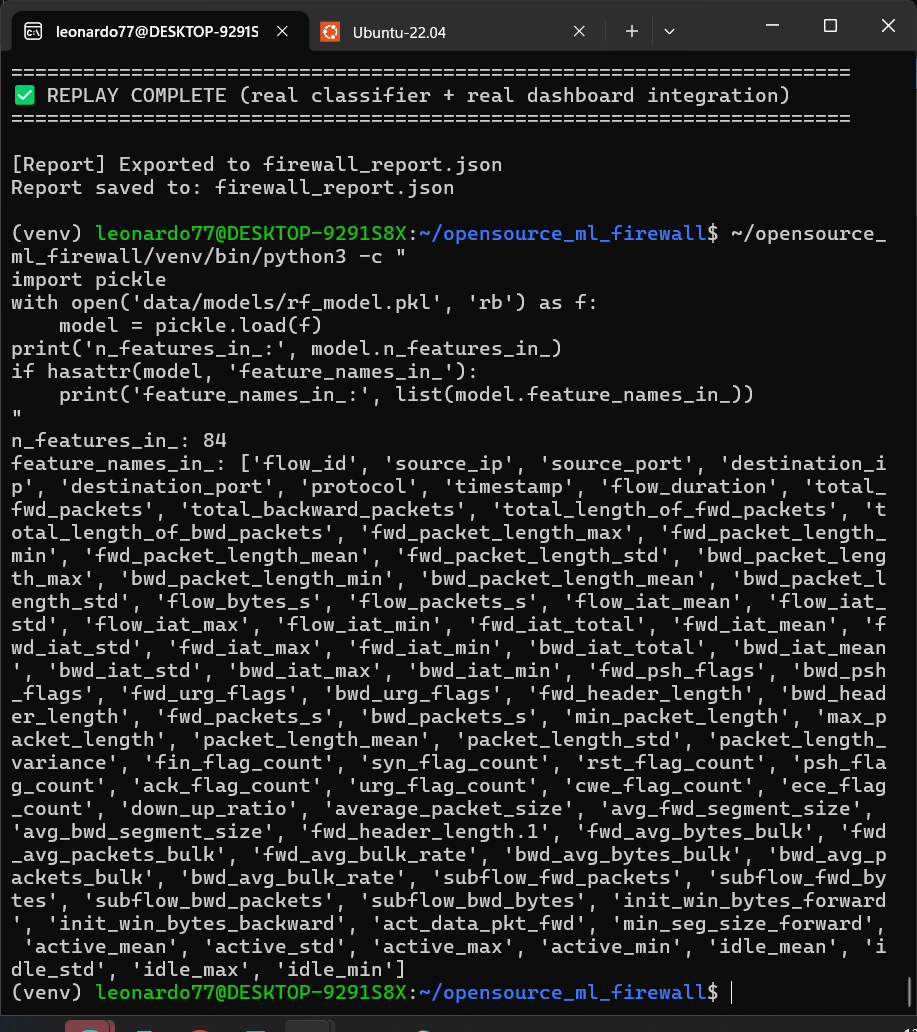 leonardo77@DESKTOP-9291S
Ubuntu-22.04
======================================================================
✅ REPLAY COMPLETE (real classifier + real dashboard integration)
======================================================================
[Report] Exported to firewall_report.json
Report saved to: firewall_report.json
(venv) leonardo77@DESKTOP-9291S8X:~/opensource_ml_firewall$ ~/opensource_
ml_firewall/venv/bin/python3 -c "
import pickle
with open('data/models/rf_model.pkl', 'rb') as f:
    model = pickle.load(f)
print('n_features_in_:', model.n_features_in_)
if hasattr(model, 'feature_names_in_'):
    print('feature_names_in_:', list(model.feature_names_in_))
"
n_features_in_: 84
feature_names_in_: ['flow_id', 'source_ip', 'source_port', 'destination_i
p', 'destination_port', 'protocol', 'timestamp', 'flow_duration', 'total_
fwd_packets', 'total_backward_packets', 'total_length_of_fwd_packets', 't
otal_length_of_bwd_packets', 'fwd_packet_length_max', 'fwd_packet_length_
min', 'fwd_packet_length_mean', 'fwd_packet_length_std', 'bwd_packet_leng
th_max', 'bwd_packet_length_min', 'bwd_packet_length_mean', 'bwd_packet_l
ength_std', 'flow_bytes_s', 'flow_packets_s', 'flow_iat_mean', 'flow_iat_
std', 'flow_iat_max', 'flow_iat_min', 'fwd_iat_total', 'fwd_iat_mean', 'f
wd_iat_std', 'fwd_iat_max', 'fwd_iat_min', 'bwd_iat_total', 'bwd_iat_mean
', 'bwd_iat_std', 'bwd_iat_max', 'bwd_iat_min', 'fwd_psh_flags', 'bwd_psh
_flags', 'fwd_urg_flags', 'bwd_urg_flags', 'fwd_header_length', 'bwd_head
er_length', 'fwd_packets_s', 'bwd_packets_s', 'min_packet_length', 'max_p
acket_length', 'packet_length_mean', 'packet_length_std', 'packet_length_
variance', 'fin_flag_count', 'syn_flag_count', 'rst_flag_count', 'psh_fla
g_count', 'ack_flag_count', 'urg_flag_count', 'cwe_flag_count', 'ece_flag
_count', 'down_up_ratio', 'average_packet_size', 'avg_fwd_segment_size',
'avg_bwd_segment_size', 'fwd_header_length.1', 'fwd_avg_bytes_bulk', 'fwd
_avg_packets_bulk', 'fwd_avg_bulk_rate', 'bwd_avg_bytes_bulk', 'bwd_avg_p
ackets_bulk', 'bwd_avg_bulk_rate', 'subflow_fwd_packets', 'subflow_fwd_by
tes', 'subflow_bwd_packets', 'subflow_bwd_bytes', 'init_win_bytes_forward
', 'init_win_bytes_backward', 'act_data_pkt_fwd', 'min_seg_size_forward',
 'active_mean', 'active_std', 'active_max', 'active_min', 'idle_mean', 'i
dle_std', 'idle_max', 'idle_min']
(venv) leonardo77@DESKTOP-9291S8X:~/opensource_ml_firewall$